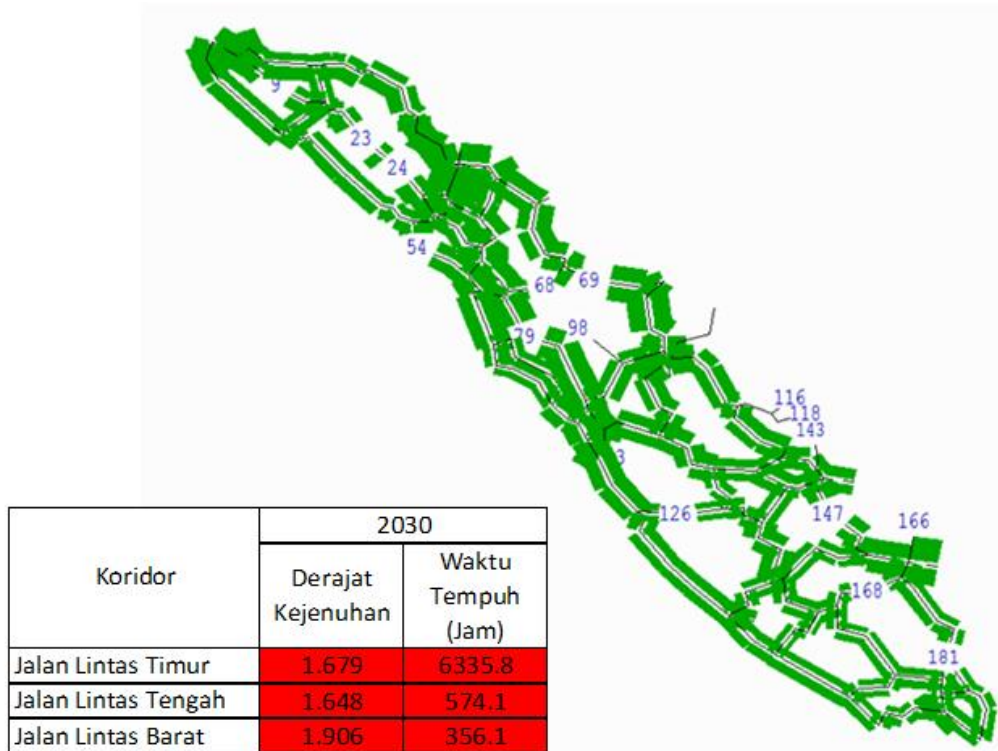 9
23
24
54
68
69
79
98
116
118
143
3
126
147
166
168
181
2030
Koridor
Derajat
Kejenuhan
Waktu
Tempuh
(Jam)
Jalan Lintas Timur 1.679 6335.8
Jalan Lintas Tengah 1.648 574.1
Jalan Lintas Barat 1.906 356.1